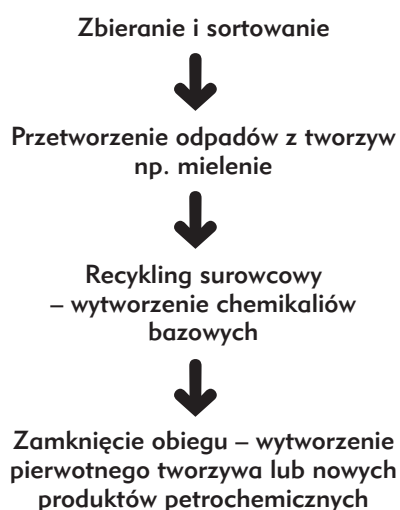 Zbieranie i sortowanie
Przetworzenie odpadów z tworzyw
np. mielenie
Recykling surowcowy
– wytworzenie chemikaliów
bazowych
Zamknięcie obiegu – wytworzenie
pierwotnego tworzywa lub nowych
produktów petrochemicznych